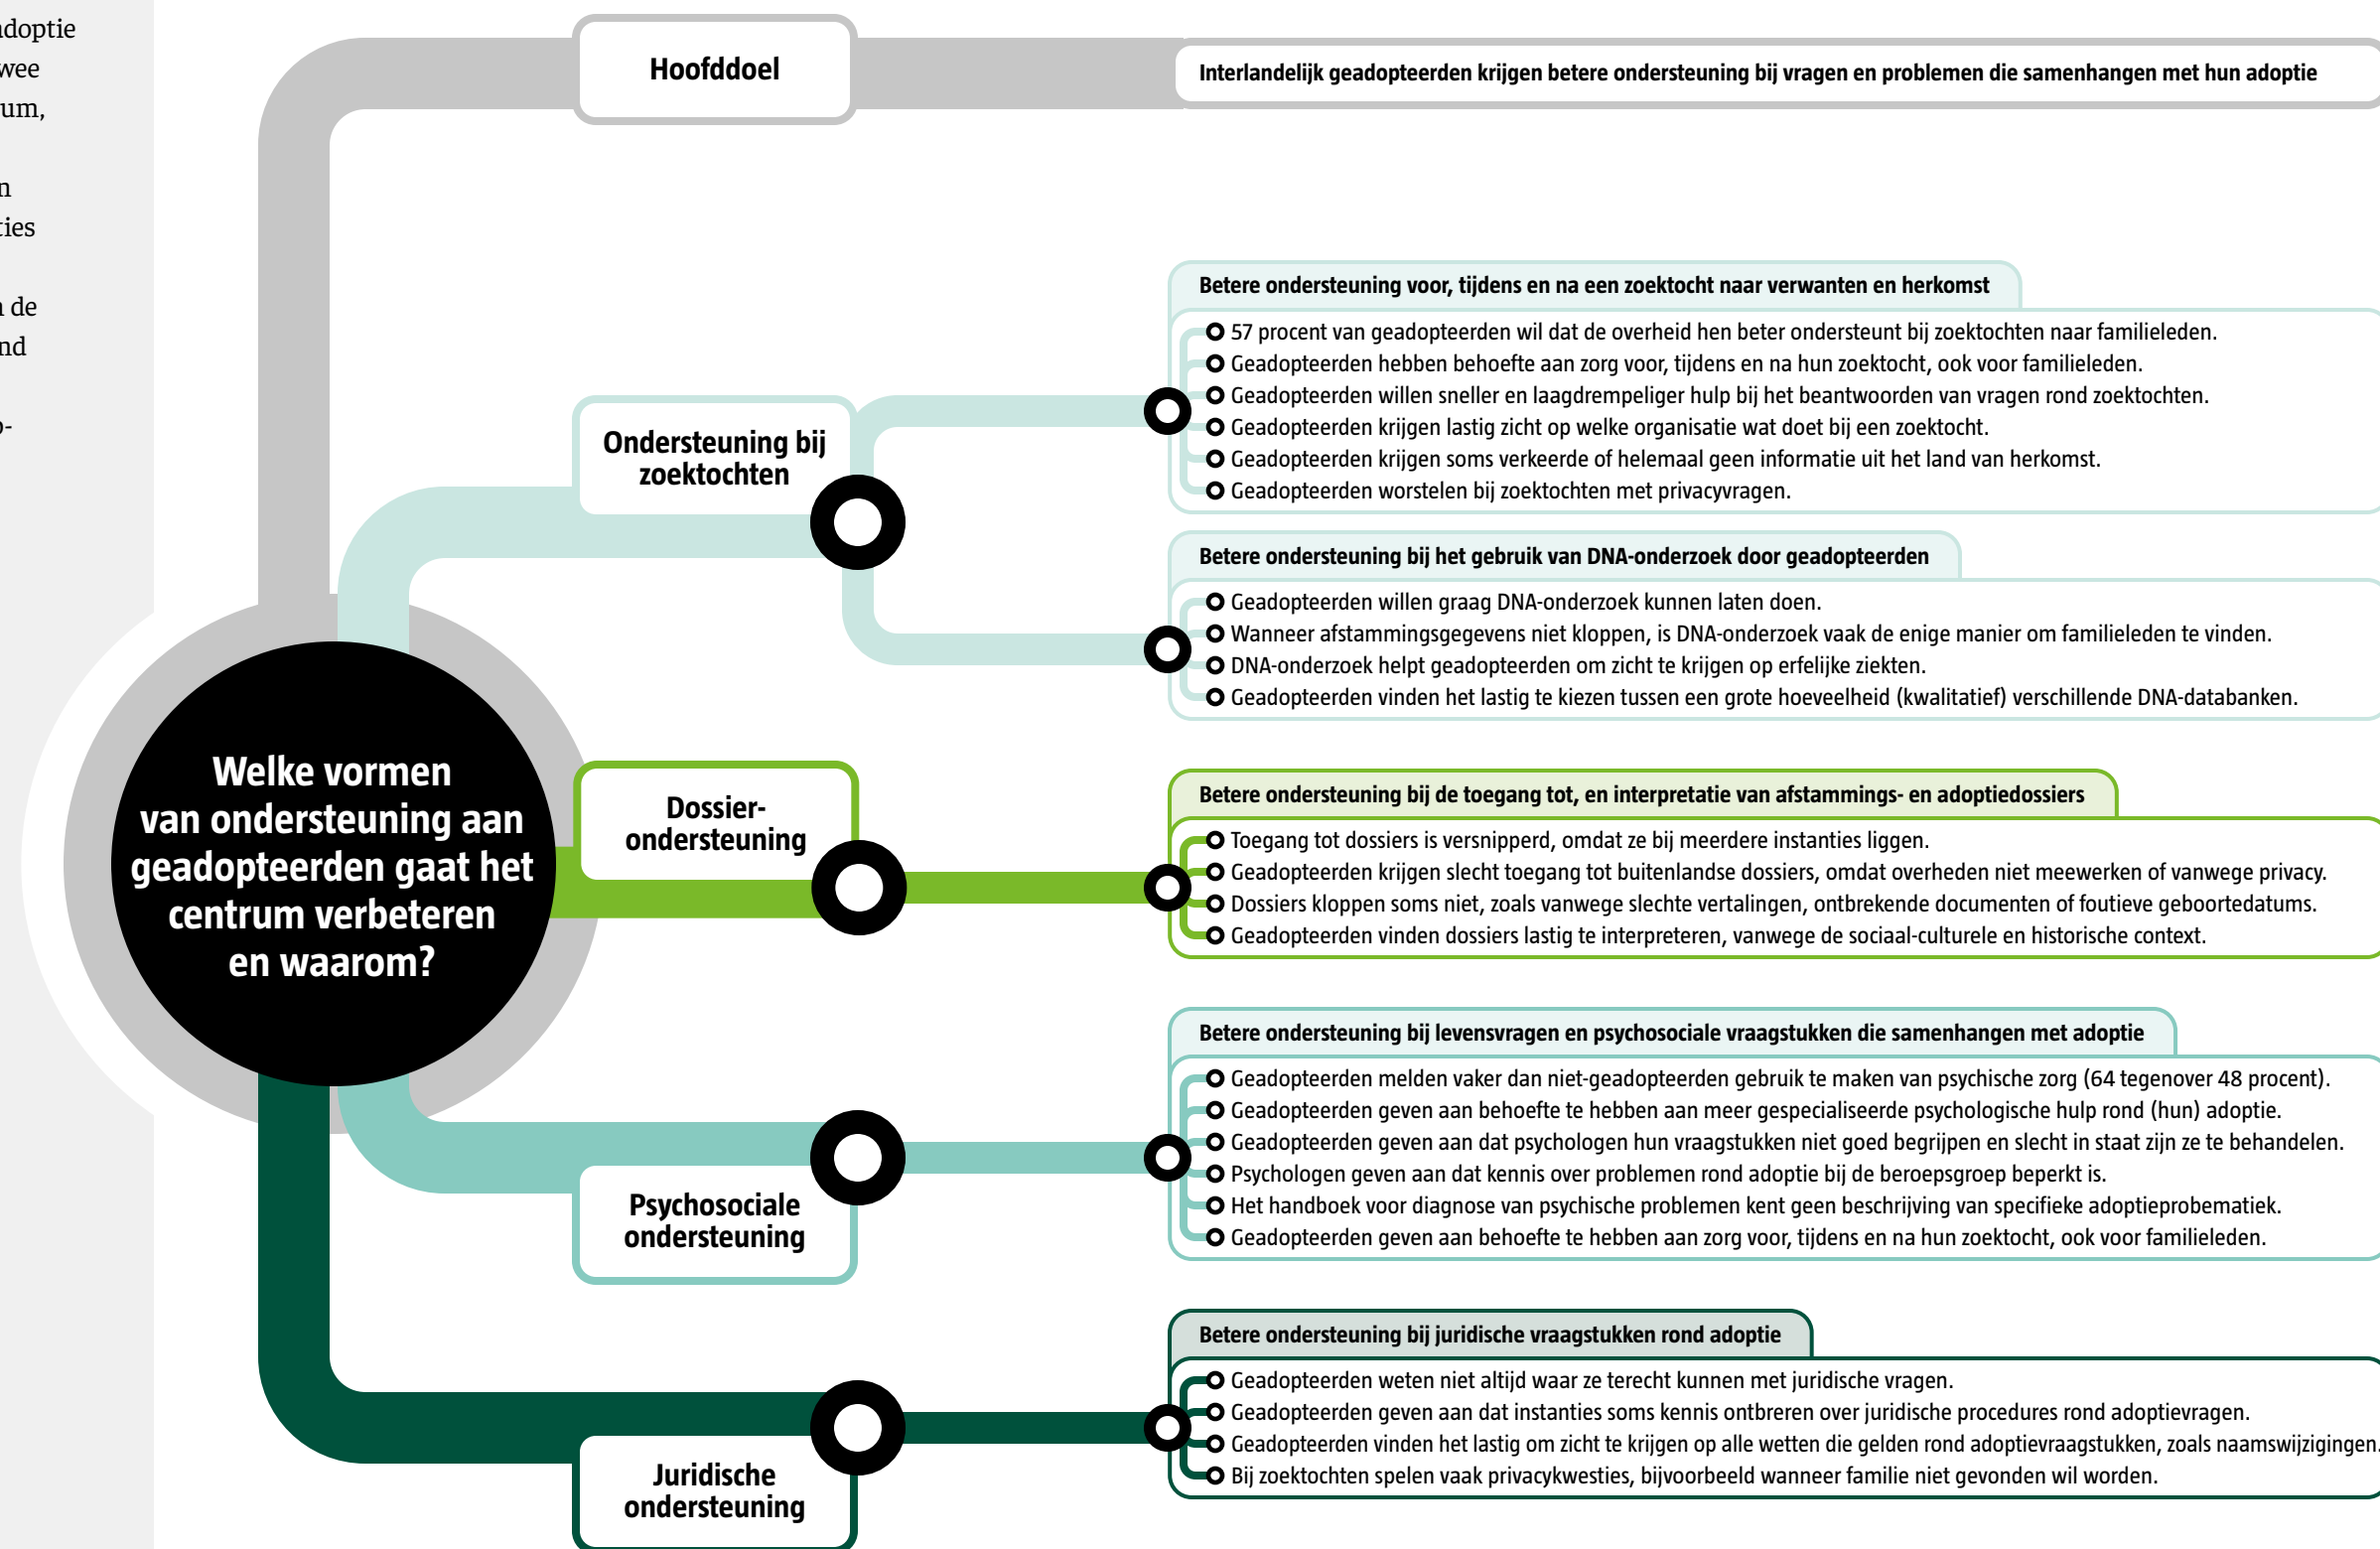 adoptie
wee
um,
n
ties
n de
nd
o-
Hoofddoel
Interlandelijk geadopteerden krijgen betere ondersteuning bij vragen en problemen die samenhangen met hun adoptie
Welke vormen
van ondersteuning aan
geadopteerden gaat het
centrum verbeteren
en waarom?
Ondersteuning bij
zoektochten
Betere ondersteuning voor, tijdens en na een zoektocht naar verwanten en herkomst
57 procent van geadopteerden wil dat de overheid hen beter ondersteunt bij zoektochten naar familieleden.
Geadopteerden hebben behoefte aan zorg voor, tijdens en na hun zoektocht, ook voor familieleden.
Geadopteerden willen sneller en laagdrempeliger hulp bij het beantwoorden van vragen rond zoektochten.
Geadopteerden krijgen lastig zicht op welke organisatie wat doet bij een zoektocht.
Geadopteerden krijgen soms verkeerde of helemaal geen informatie uit het land van herkomst.
Geadopteerden worstelen bij zoektochten met privacyvragen.
Betere ondersteuning bij het gebruik van DNA-onderzoek door geadopteerden
Geadopteerden willen graag DNA-onderzoek kunnen laten doen.
Wanneer afstammingsgegevens niet kloppen, is DNA-onderzoek vaak de enige manier om familieleden te vinden.
DNA-onderzoek helpt geadopteerden om zicht te krijgen op erfelijke ziekten.
Geadopteerden vinden het lastig te kiezen tussen een grote hoeveelheid (kwalitatief) verschillende DNA-databanken.
Dossier-
ondersteuning
Betere ondersteuning bij de toegang tot, en interpretatie van afstammings- en adoptiedossiers
Toegang tot dossiers is versnipperd, omdat ze bij meerdere instanties liggen.
Geadopteerden krijgen slecht toegang tot buitenlandse dossiers, omdat overheden niet meewerken of vanwege privacy.
Dossiers kloppen soms niet, zoals vanwege slechte vertalingen, ontbrekende documenten of foutieve geboortedatums.
Geadopteerden vinden dossiers lastig te interpreteren, vanwege de sociaal-culturele en historische context.
Psychosociale
ondersteuning
Betere ondersteuning bij levensvragen en psychosociale vraagstukken die samenhangen met adoptie
Geadopteerden melden vaker dan niet-geadopteerden gebruik te maken van psychische zorg (64 tegenover 48 procent).
Geadopteerden geven aan behoefte te hebben aan meer gespecialiseerde psychologische hulp rond (hun) adoptie.
Geadopteerden geven aan dat psychologen hun vraagstukken niet goed begrijpen en slecht in staat zijn ze te behandelen.
Psychologen geven aan dat kennis over problemen rond adoptie bij de beroepsgroep beperkt is.
Het handboek voor diagnose van psychische problemen kent geen beschrijving van specifieke adoptieprobematiek.
Geadopteerden geven aan behoefte te hebben aan zorg voor, tijdens en na hun zoektocht, ook voor familieleden.
Juridische
ondersteuning
Betere ondersteuning bij juridische vraagstukken rond adoptie
Geadopteerden weten niet altijd waar ze terecht kunnen met juridische vragen.
Geadopteerden geven aan dat instanties soms kennis ontbreren over juridische procedures rond adoptievragen.
Geadopteerden vinden het lastig om zicht te krijgen op alle wetten die gelden rond adoptievraagstukken, zoals naamswijzigingen.
Bij zoektochten spelen vaak privacykwesties, bijvoorbeeld wanneer familie niet gevonden wil worden.